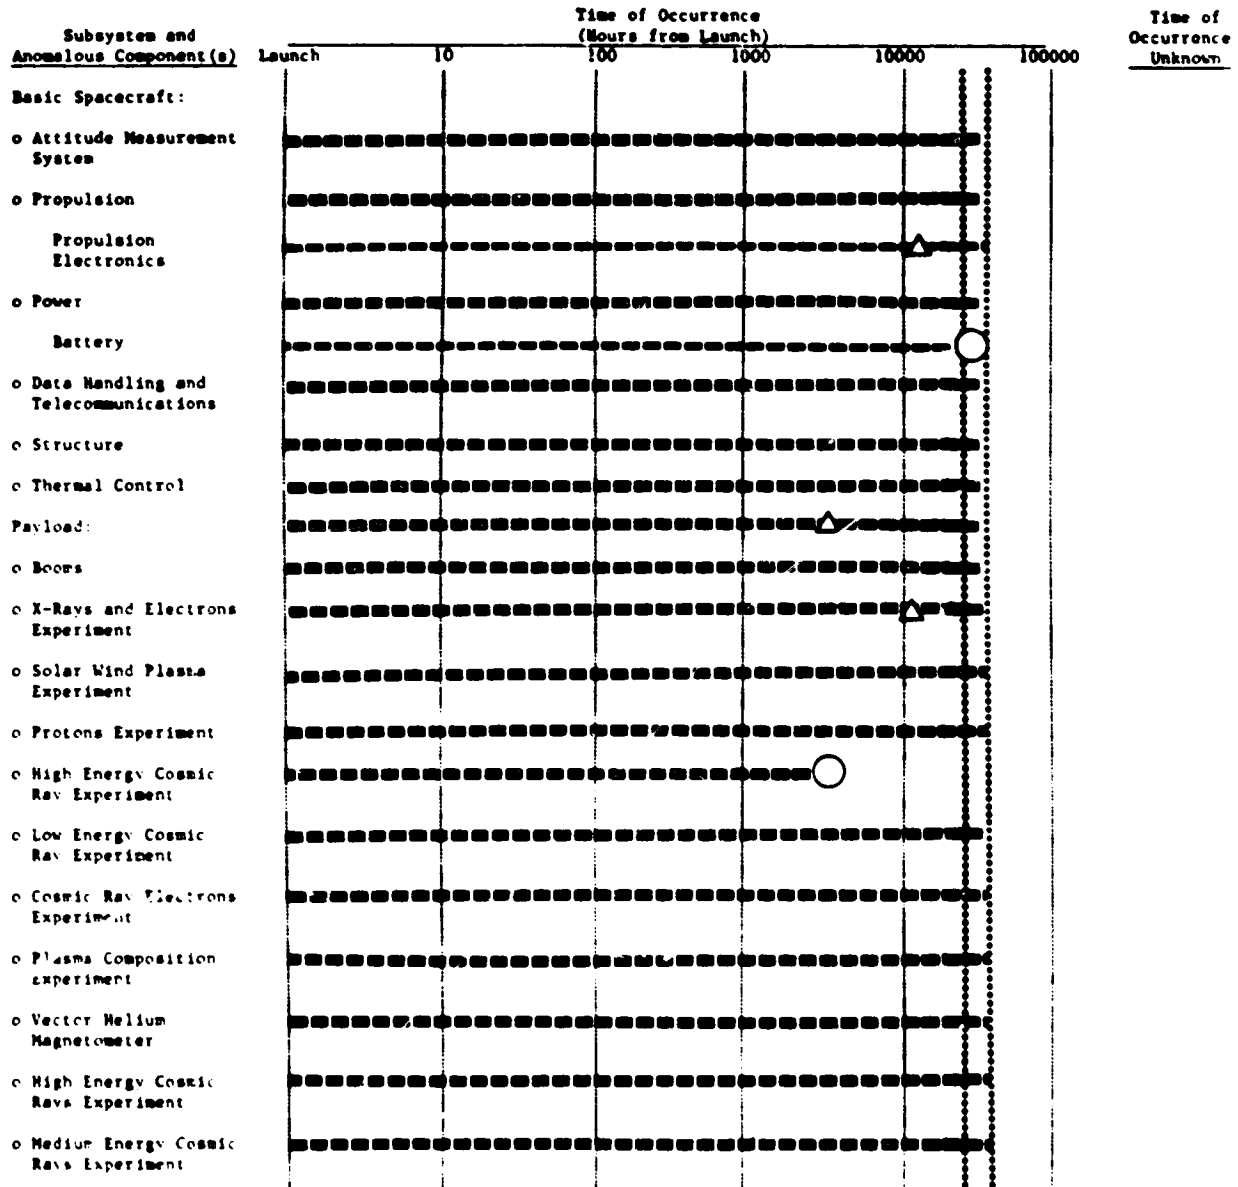 Time of Occurrence
(Hours from Launch)
Time of
Occurrence
Unknown
Subsystem and
Anomalous Component(s)
Launch 10 100 1000 10000 100000
Basic Spacecraft:
o Attitude Measurement
System
o Propulsion
Propulsion
Electronics
o Power
Battery
o Data Handling and
Telecommunications
o Structure
o Thermal Control
Payload:
o Booms
o X-Rays and Electrons
Experiment
o Solar Wind Plasma
Experiment
o Protons Experiment
o High Energy Cosmic
Ray Experiment
o Low Energy Cosmic
Ray Experiment
o Cosmic Ray Electrons
Experiment
o Plasma Composition
Experiment
o Vector Helium
Magnetometer
o High Energy Cosmic
Rays Experiment
o Medium Energy Cosmic
Rays Experiment